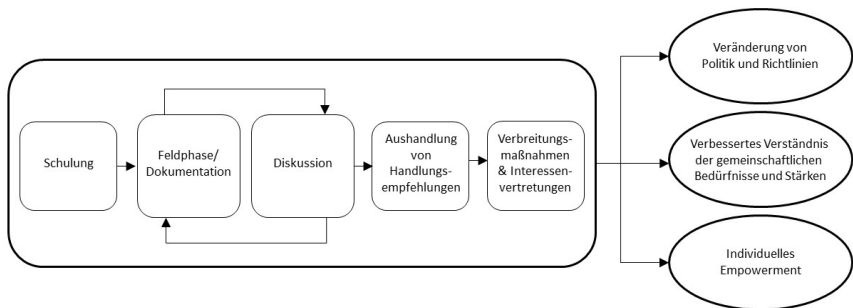 Schulung
Feldphase/
Dokumentation
Diskussion
Aushandlung
von
Handlungs-
empfehlungen
Verbreitungs-
maßnahmen
& Interessen-
vertretungen
Veränderung von
Politik und Richtlinien
Verbessertes Verständnis
der gemeinschaftlichen
Bedürfnisse und Stärken
Individuelles
Empowerment